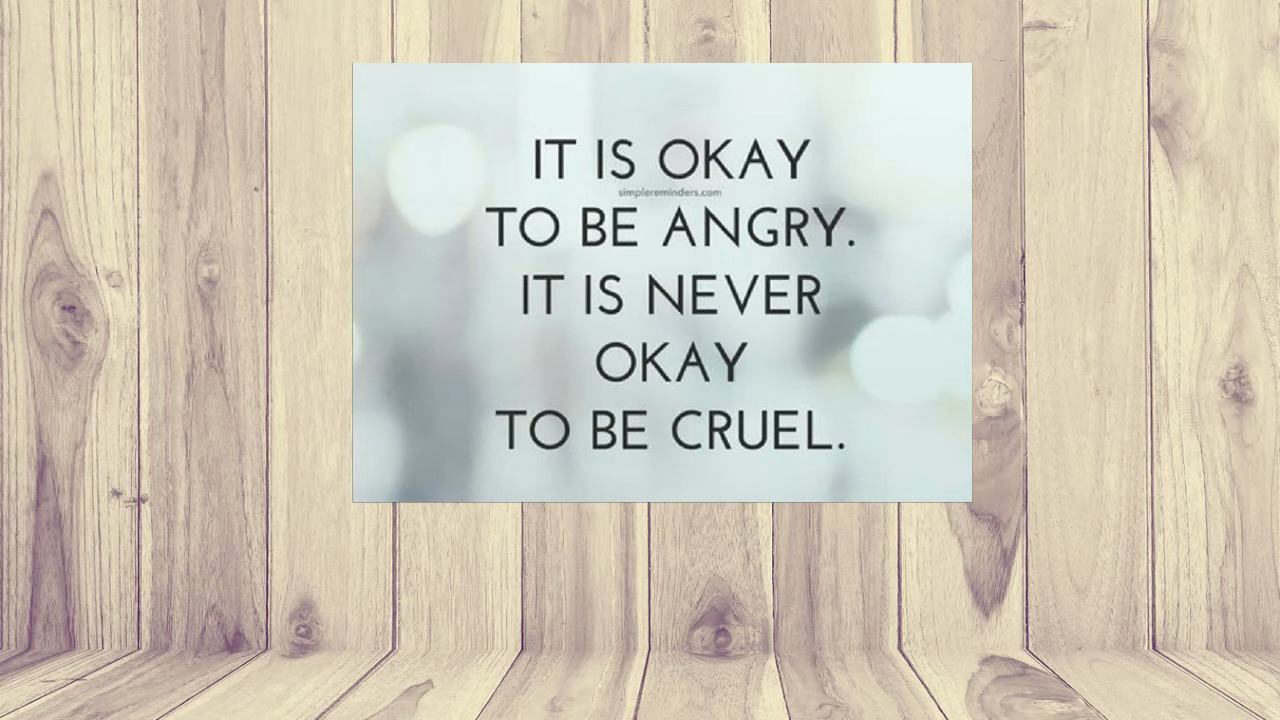 IT IS OKAY
simplereminders.com
TO BE ANGRY.
IT IS NEVER
OKAY
TO BE CRUEL.